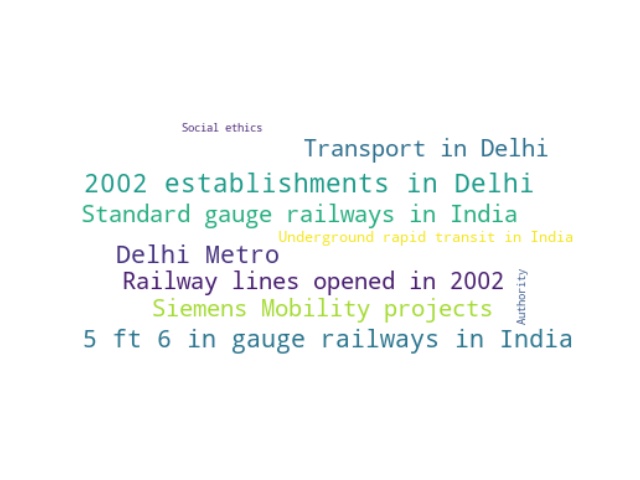 Social ethics
Transport in Delhi
2002 establishments in Delhi
Standard gauge railways in India
Underground rapid transit in India
Delhi Metro
Railway lines opened in 2002
Authority
Siemens Mobility projects
5 ft 6 in gauge railways in India